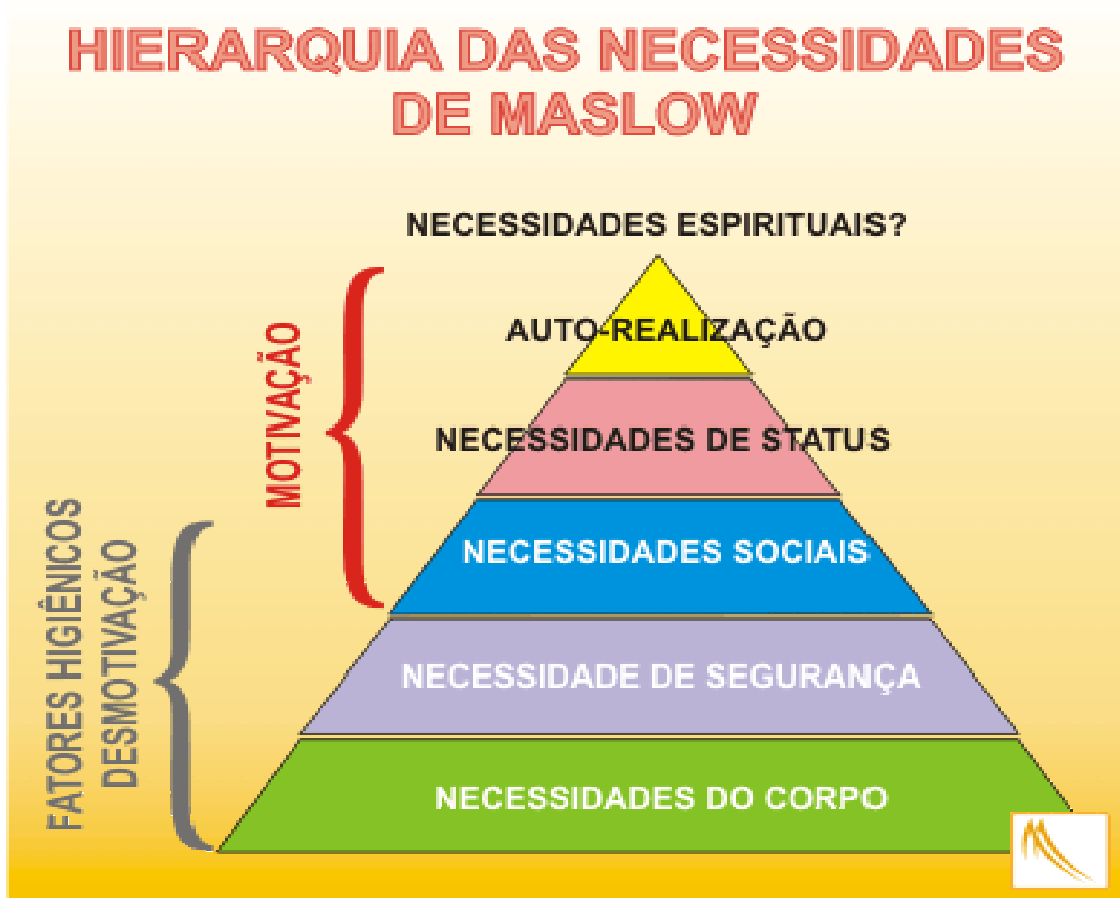 HIERARQUIA DAS NECESSIDADES
DE MASLOW
NECESSIDADES ESPIRITUAIS?
AUTO-REALIZAÇÃO
NECESSIDADES DE STATUS
NECESSIDADES SOCIAIS
NECESSIDADE DE SEGURANÇA
NECESSIDADES DO CORPO
MOTIVAÇÃO
FATORES HIGIÊNICOS
DESMOTIVAÇÃO